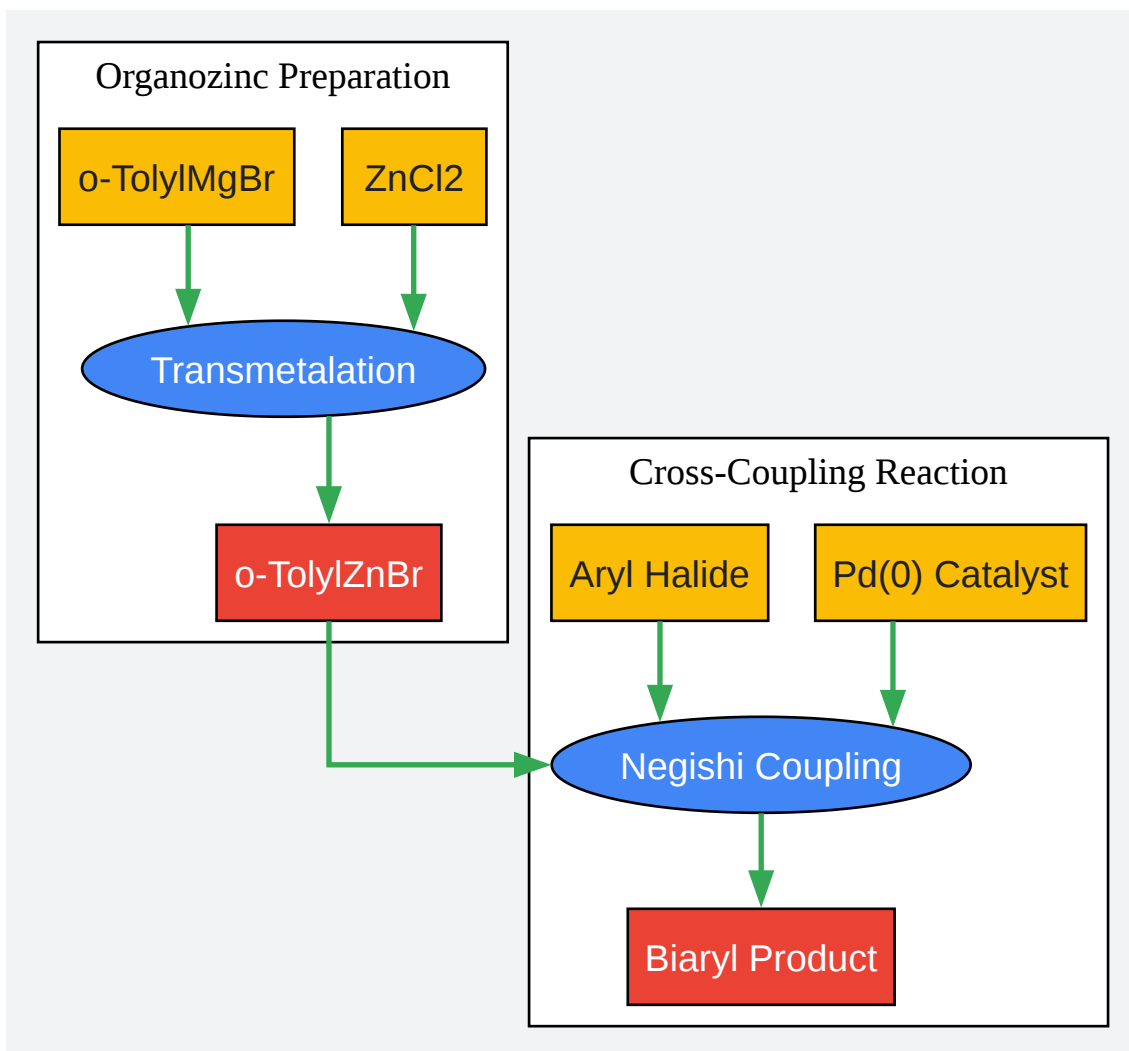 Organozinc Preparation
o-TolylMgBr
ZnCl2
Transmetalation
o-TolylZnBr
Cross-Coupling Reaction
Aryl Halide
Pd(0) Catalyst
Negishi Coupling
Biaryl Product